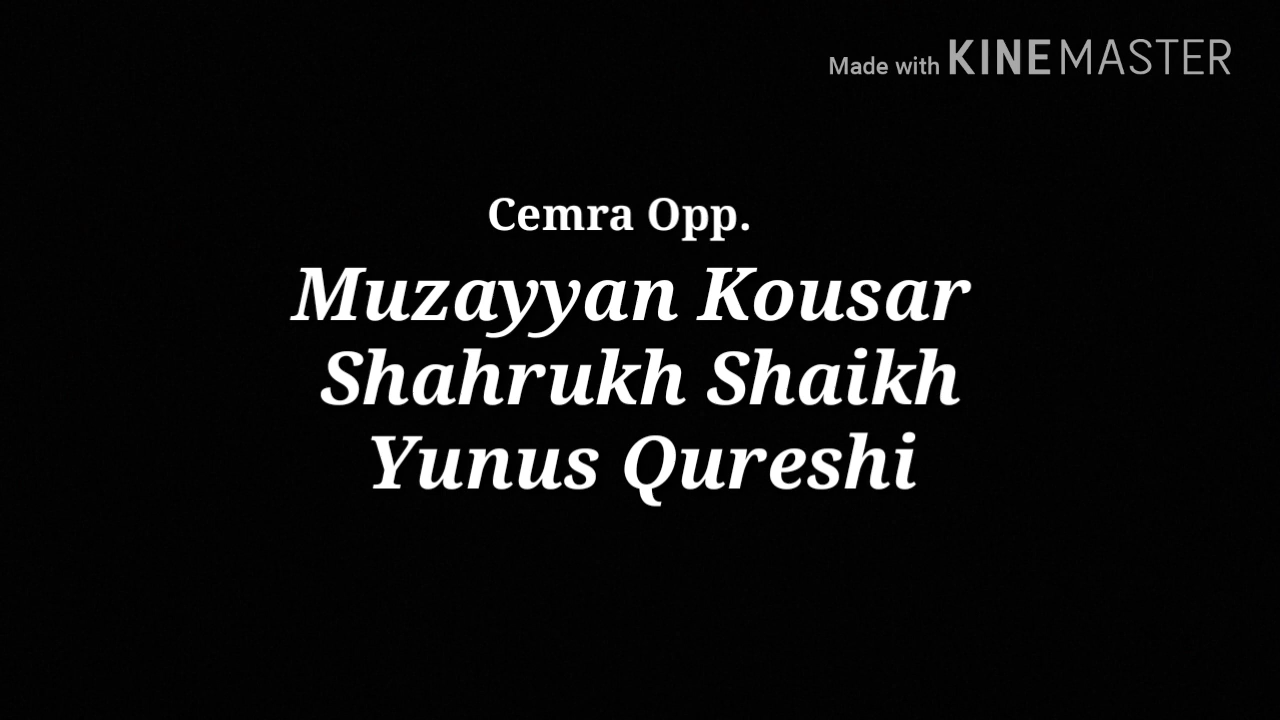 Made with KINEMASTER
Cemra Opp.
Muzayyan Kousar
Shahrukh Shaikh
Yunus Qureshi